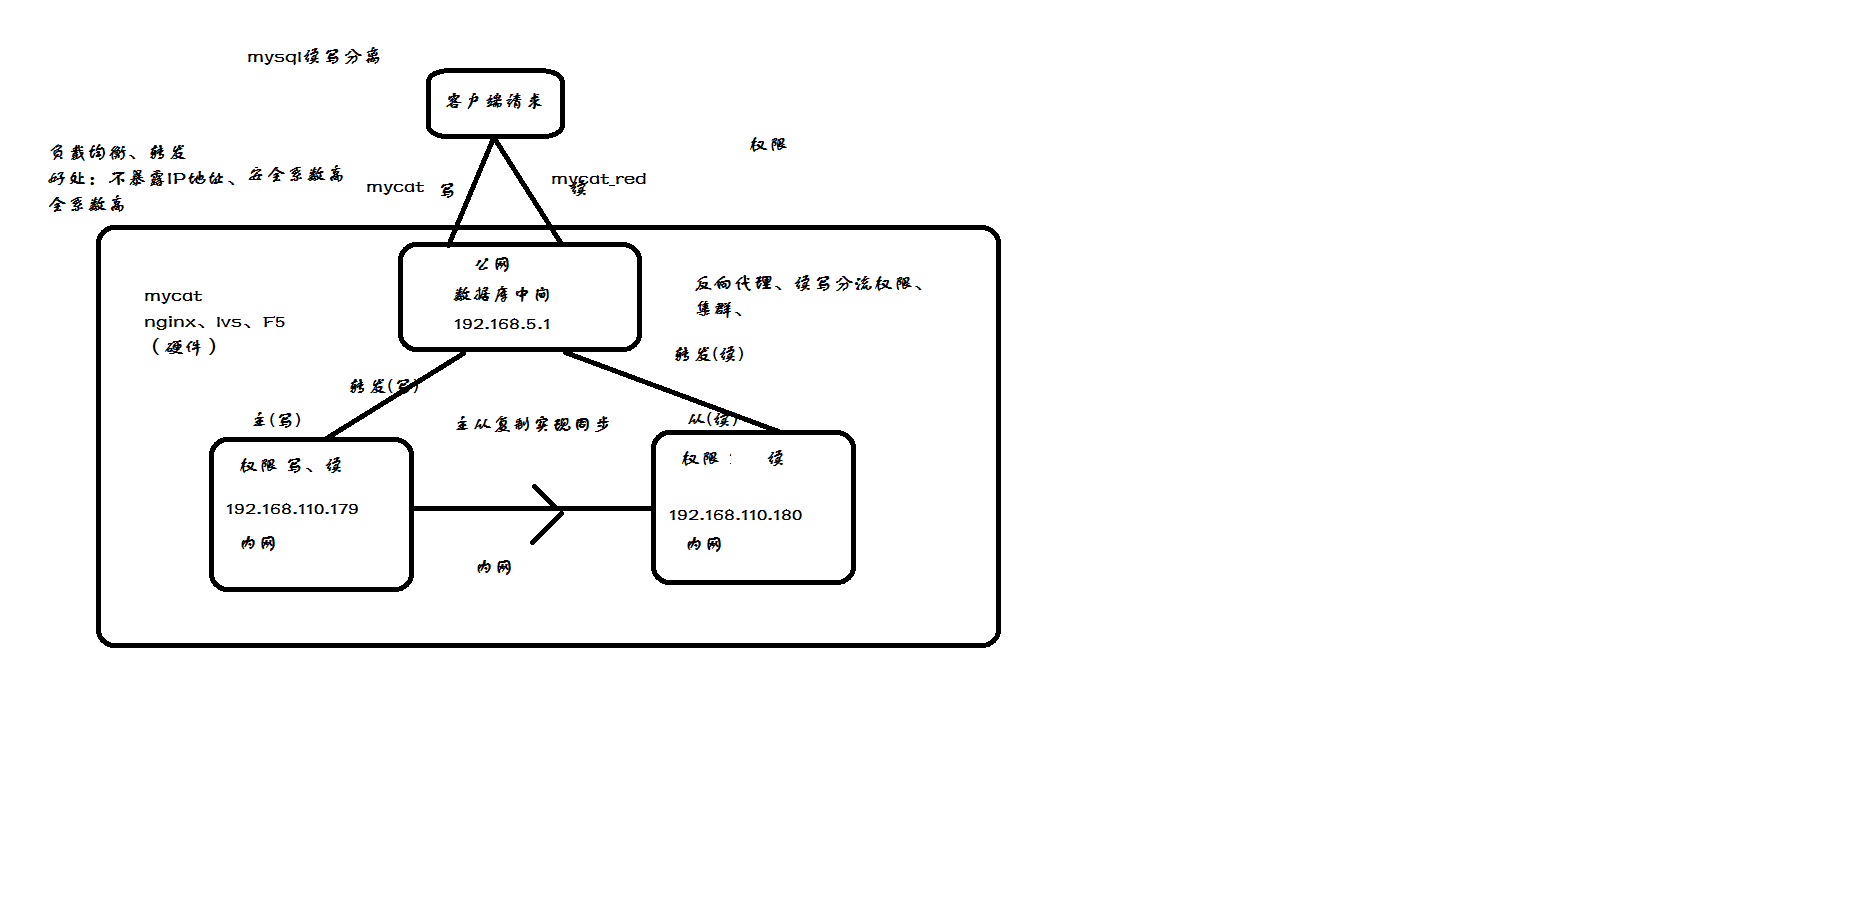 mysql读写分离
客户端请求
权限
负载均衡、转发
好处：不暴露IP地址、安全系数高
全系数高
mycat 写
mycat_red
读
公网
数据库中间
192.168.5.1
mycat
nginx、lvs、F5
（硬件）
反向代理、读写分流权限、
集群、
转发(读)
转发(写)
主(写)
主从复制实现同步
从(读)
权限 写、读
192.168.110.179
内网
权限： 读
192.168.110.180
内网
内网